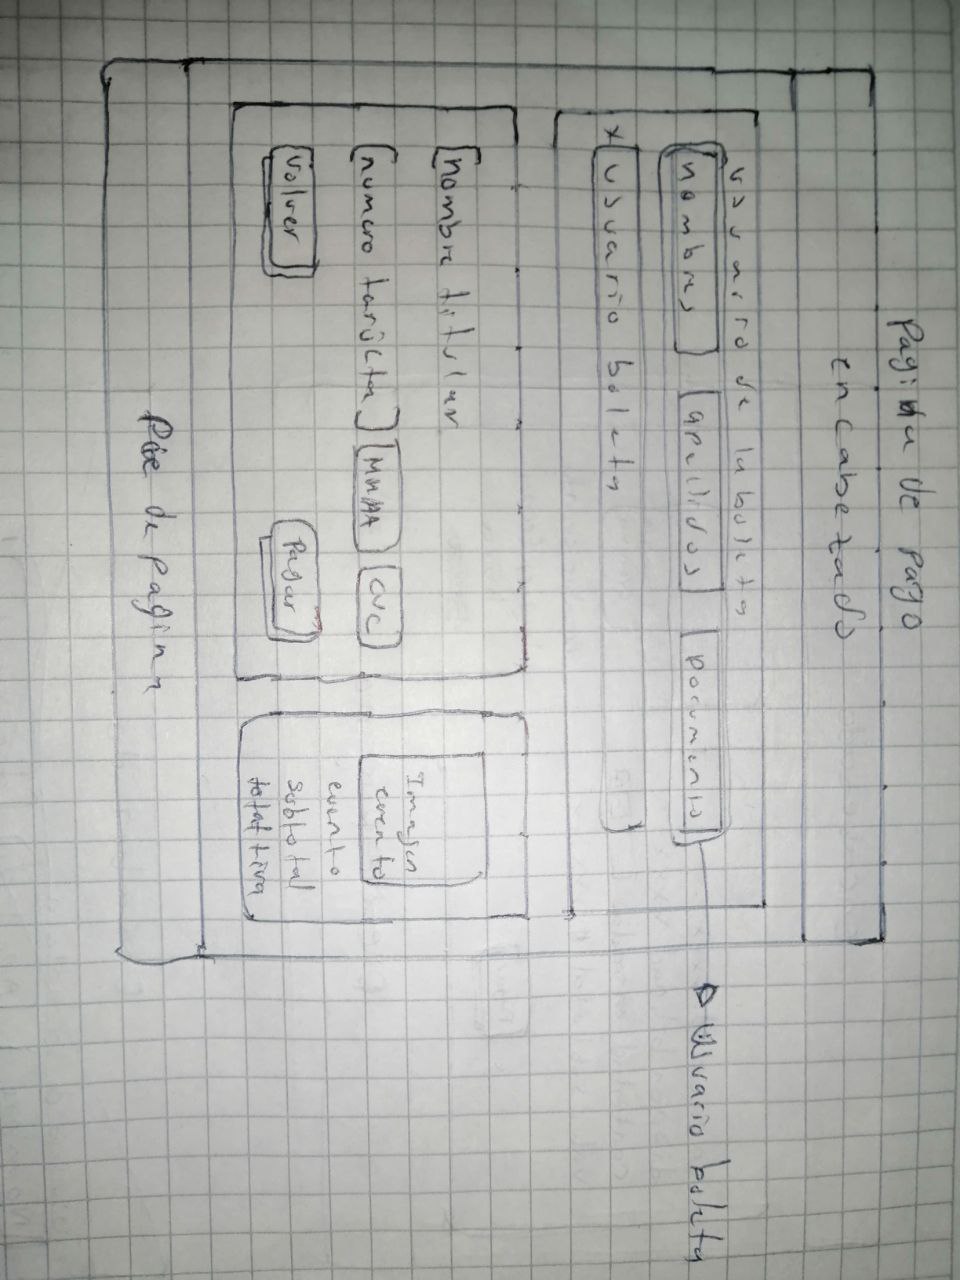 Pagina de pago
encabezado
usuario de la boleta
nombres apellidos Documento Usuario boleta
* usuario boleta
nombre titular
numero tarjeta MMAA CVC
Volver Pagar
Imagen
evento
evento
subtotal
total + iva
Pie de pagina